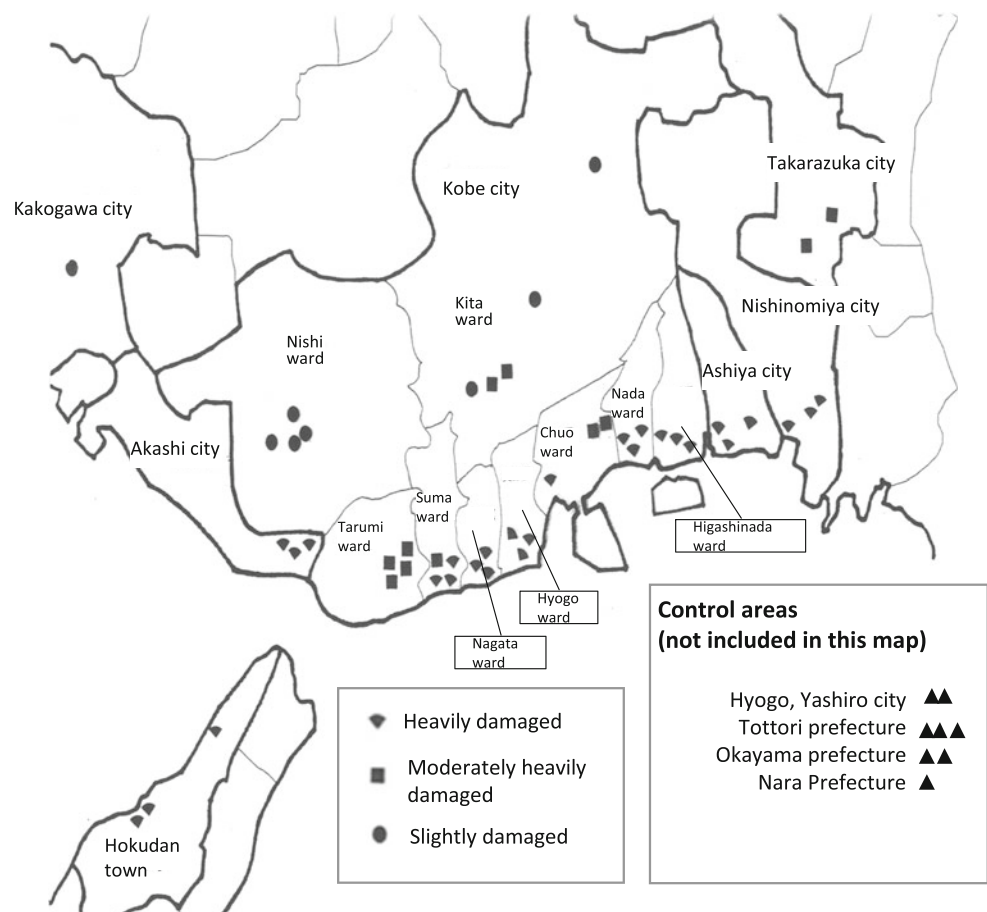 Takarazuka city
Kobe city
Kakogawa city
Nishinomiya city
Kita
ward
Nishi
ward
Ashiya city
Nada
ward
Chuo
ward
Akashi city
Suma
ward
Tarumi
ward
Higashinada
ward
Hyogo
ward
Nagata
ward
Hokudan
town
Heavily damaged
Moderately heavily
damaged
Slightly damaged
Control areas
(not included in this map)
Hyogo, Yashiro city
Tottori prefecture
Okayama prefecture
Nara Prefecture